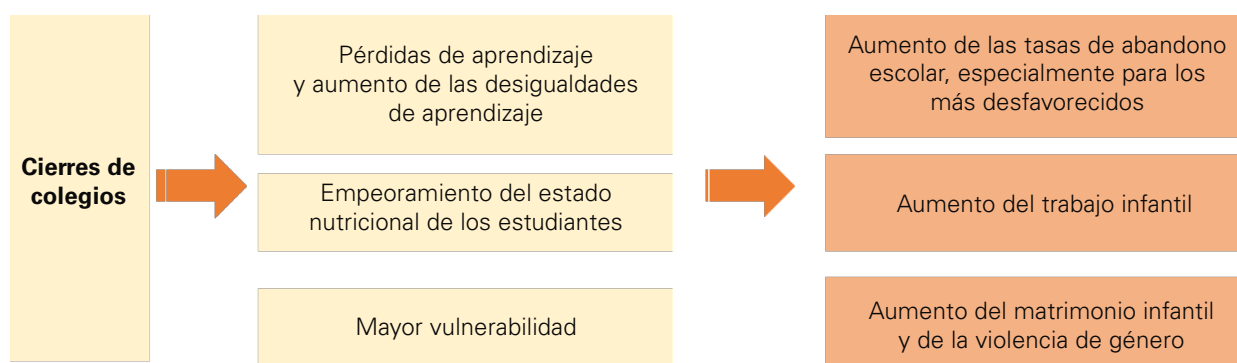 Cierres de
colegios
Pérdidas de aprendizaje
y aumento de las desigualdades
de aprendizaje
Empeoramiento del estado
nutricional de los estudiantes
Mayor vulnerabilidad
Aumento de las tasas de abandono
escolar, especialmente para los
más desfavorecidos
Aumento del trabajo infantil
Aumento del matrimonio infantil
y de la violencia de género